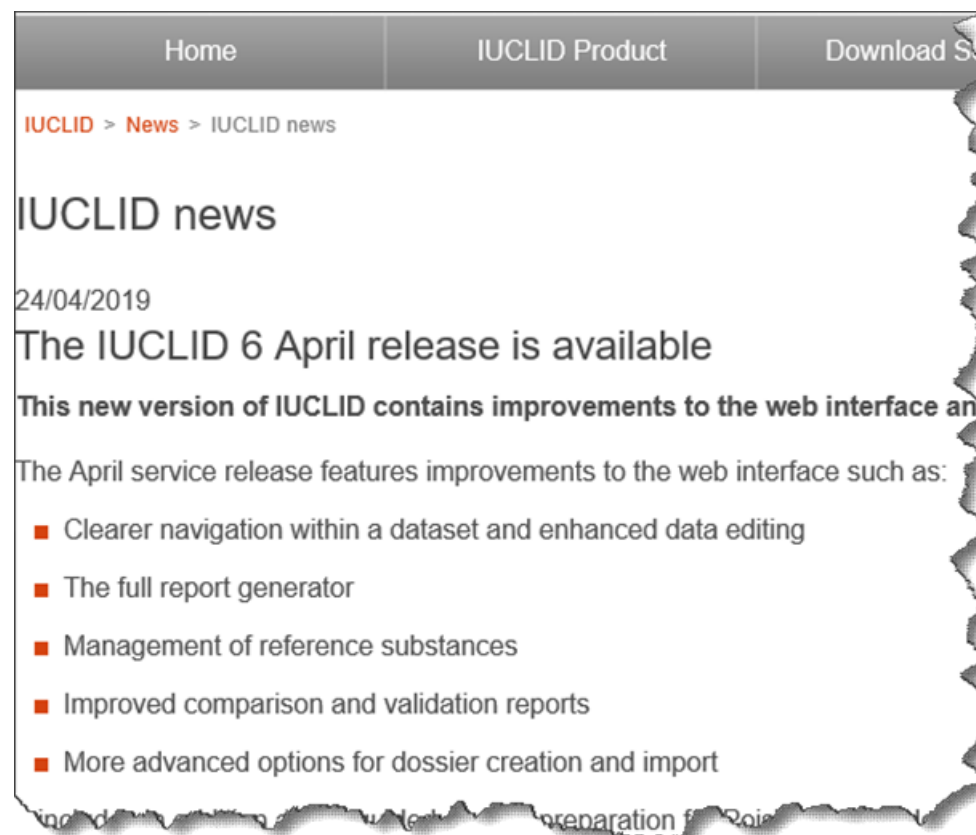 Home IUCLID Product Download
IUCLID > News > IUCLID news
IUCLID news
24/04/2019
The IUCLID 6 April release is available
This new version of IUCLID contains improvements to the web interface
The April service release features improvements to the web interface such as:
Clearer navigation within a dataset and enhanced data editing
The full report generator
Management of reference substances
Improved comparison and validation reports
More advanced options for dossier creation and import
preparation